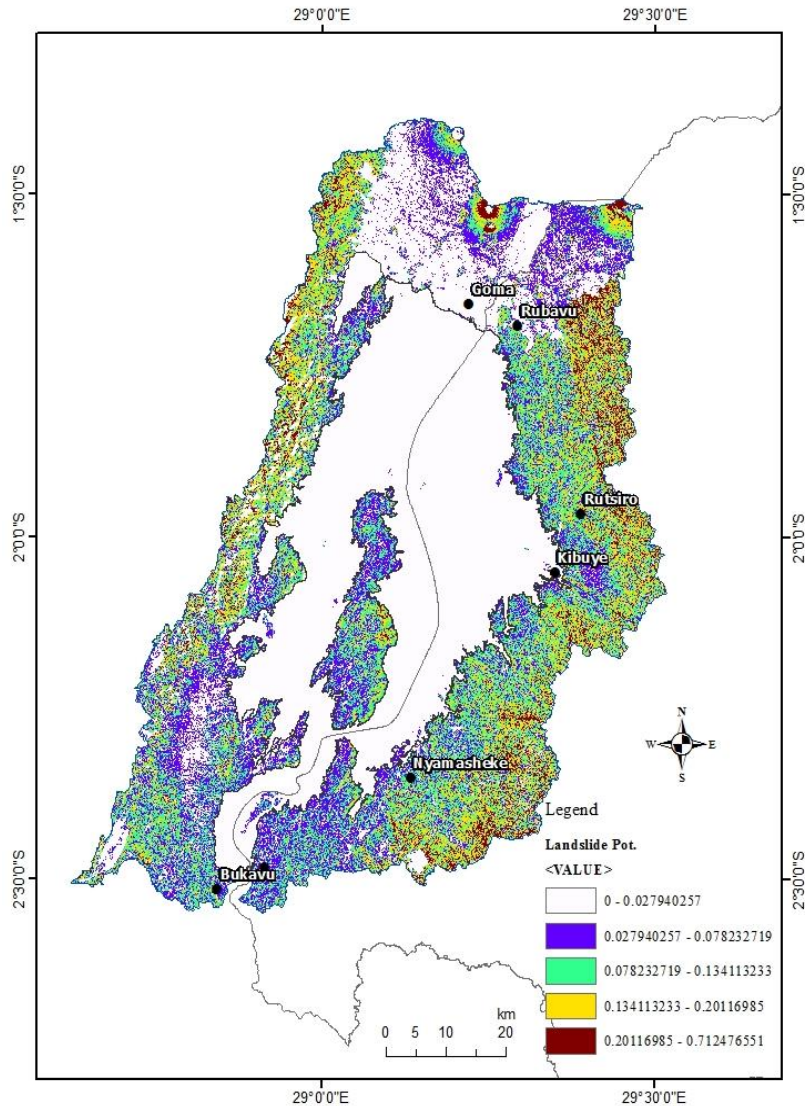 29°0'0"E 29°30'0"E
1°30'0"S 1°30'0"S
Goma
Rubavu
Rutsiro
2°0'0"S 2°0'0"S
Kibuye
N
W E
S
Nyamasheke
Legend
Landslide Pot.
<VALUE>
2°30'0"S 2°30'0"S
Bukavu
0 - 0.027940257
0.027940257 - 0.078232719
0.078232719 - 0.134113233
0.134113233 - 0.20116985
0.20116985 - 0.712476551
km
0 5 10 20
29°0'0"E 29°30'0"E